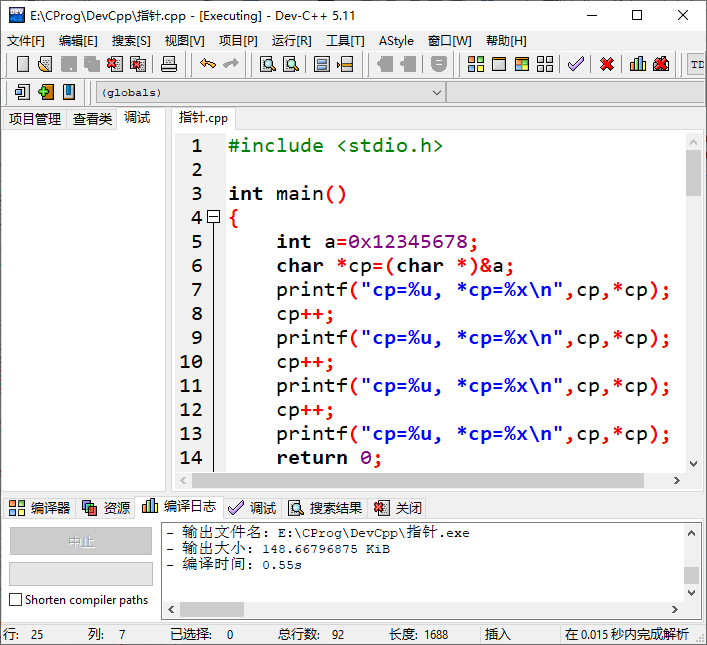 E:\CProg\DevCpp\指针.cpp - [Executing] - Dev-C++ 5.11
文件[F] 编辑[E] 搜索[S] 视图[V] 项目[P] 运行[R] 工具[T] AStyle 窗口[W] 帮助[H]
(globals)
项目管理 查看类 调试 指针.cpp
1 #include <stdio.h>
2
3 int main()
4 {
5 int a=0x12345678;
6 char *cp=(char *)&a;
7 printf("cp=%u, *cp=%x\n",cp,*cp);
8 cp++;
9 printf("cp=%u, *cp=%x\n",cp,*cp);
10 cp++;
11 printf("cp=%u, *cp=%x\n",cp,*cp);
12 cp++;
13 printf("cp=%u, *cp=%x\n",cp,*cp);
14 return 0;
编译器 资源 编译日志 调试 搜索结果 关闭
中止
Shorten compiler paths
- 输出文件名: E:\CProg\DevCpp\指针.exe
- 输出大小: 148.66796875 KiB
- 编译时间: 0.55s
行: 25 列: 7 已选择: 0 总行数: 92 长度: 1688 插入 在 0.015 秒内完成解析